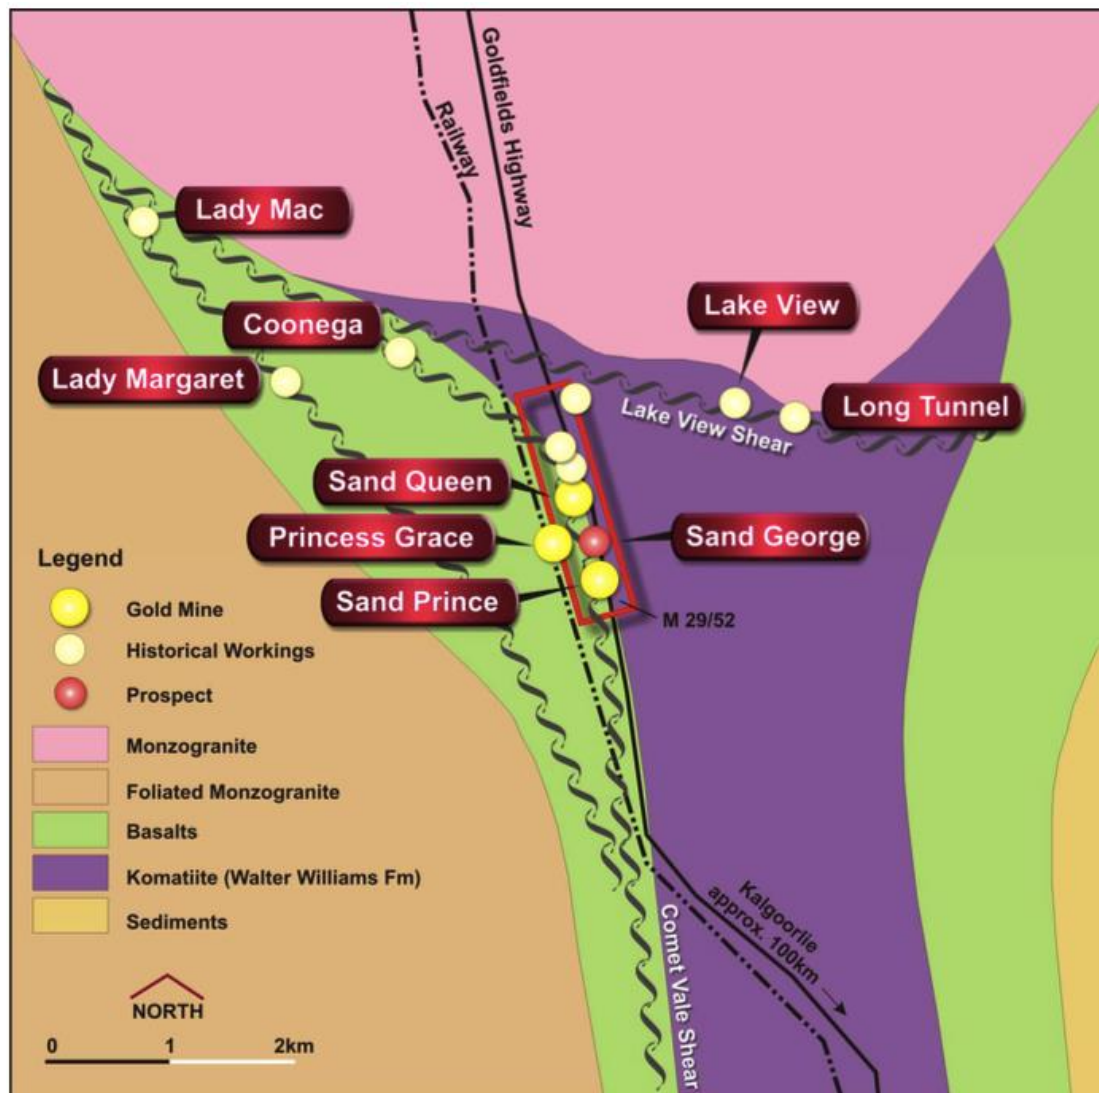 Goldfields Highway
Railway
Lady Mac
Lake View
Coonega
Lady Margaret
Long Tunnel
Lake View Shear
Sand Queen
Princess Grace
Sand George
Sand Prince
M 29/52
Legend
Gold Mine
Historical Workings
Prospect
Monzogranite
Foliated Monzogranite
Basalts
Komatiite (Walter Williams Fm)
Sediments
Kalgoorlie
approx. 100km
Comet Vale Shear
NORTH
0 1 2km